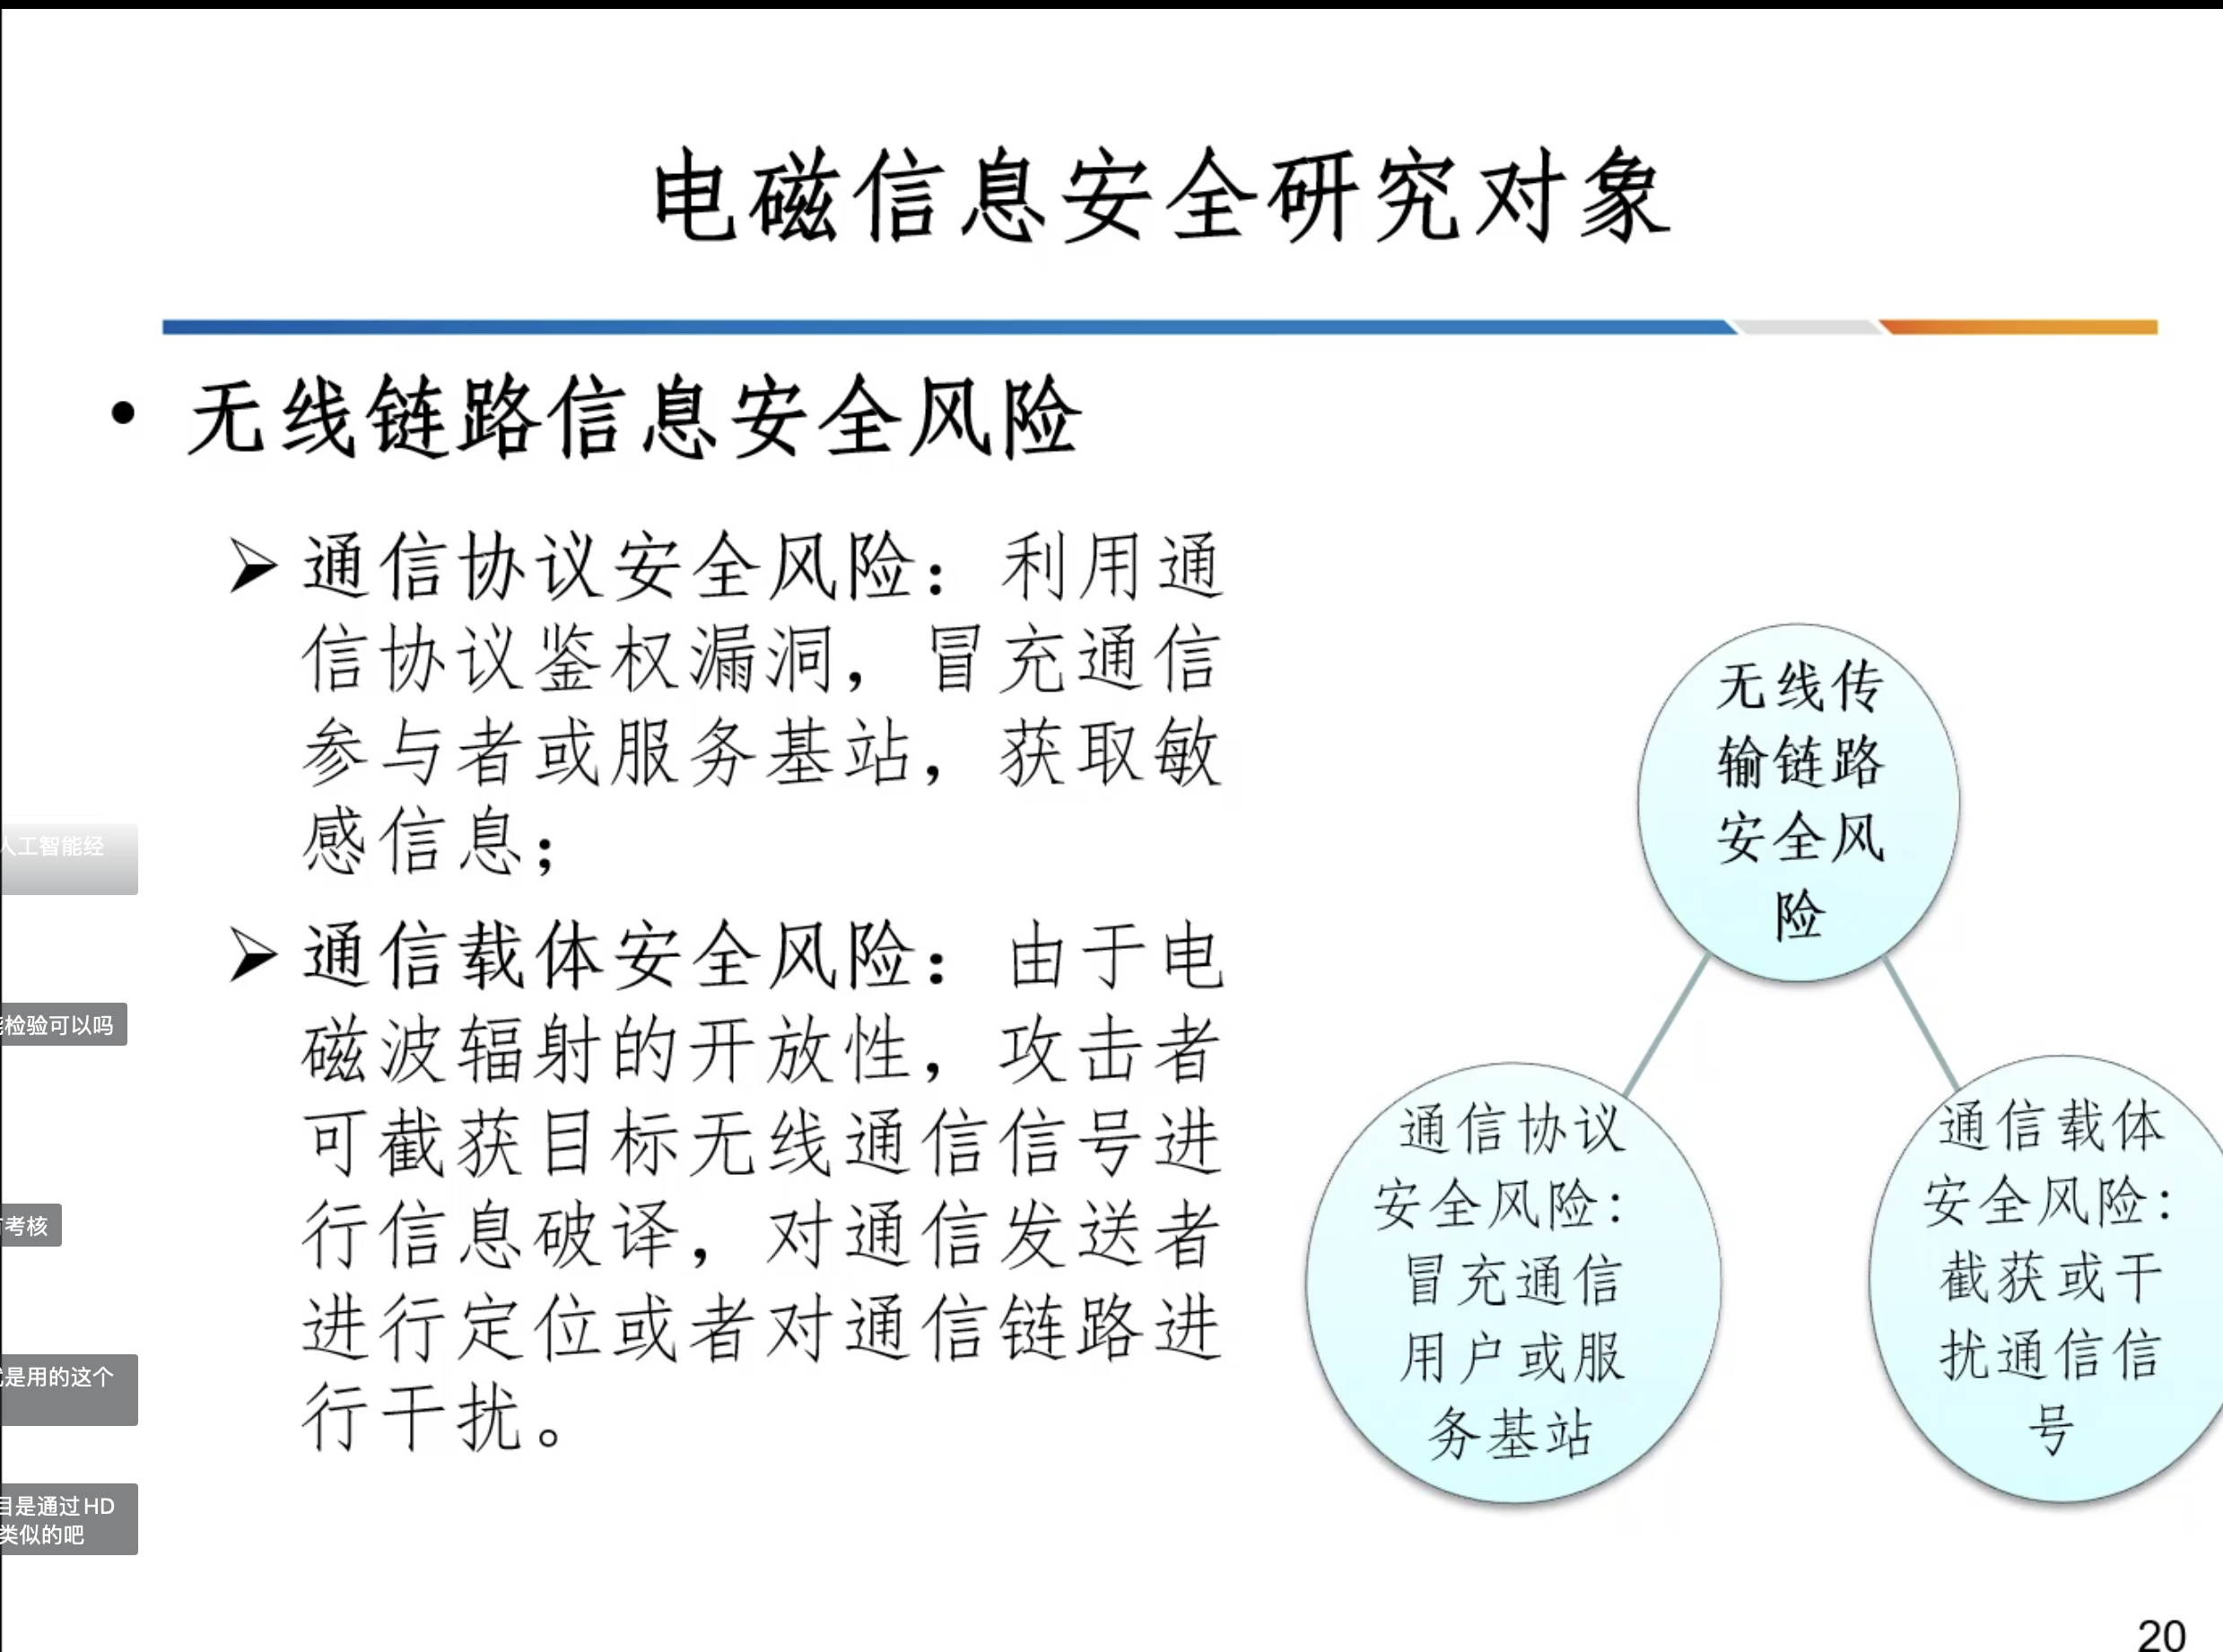 电磁信息安全研究对象
• 无线链路信息安全风险
➢ 通信协议安全风险：利用通
信协议鉴权漏洞，冒充通信
参与者或服务基站，获取敏
感信息；
➢ 通信载体安全风险：由于电
磁波辐射的开放性，攻击者
可截获目标无线通信信号进
行信息破译，对通信发送者
进行定位或者对通信链路进
行干扰。
无线传
输链路
安全风
险
通信协议
安全风险：
冒充通信
用户或服
务基站
通信载体
安全风险：
截获或干
扰通信信
号
人工智能经
检验可以吗
考核
是用的这个
目是通过HD
类似的吧
20